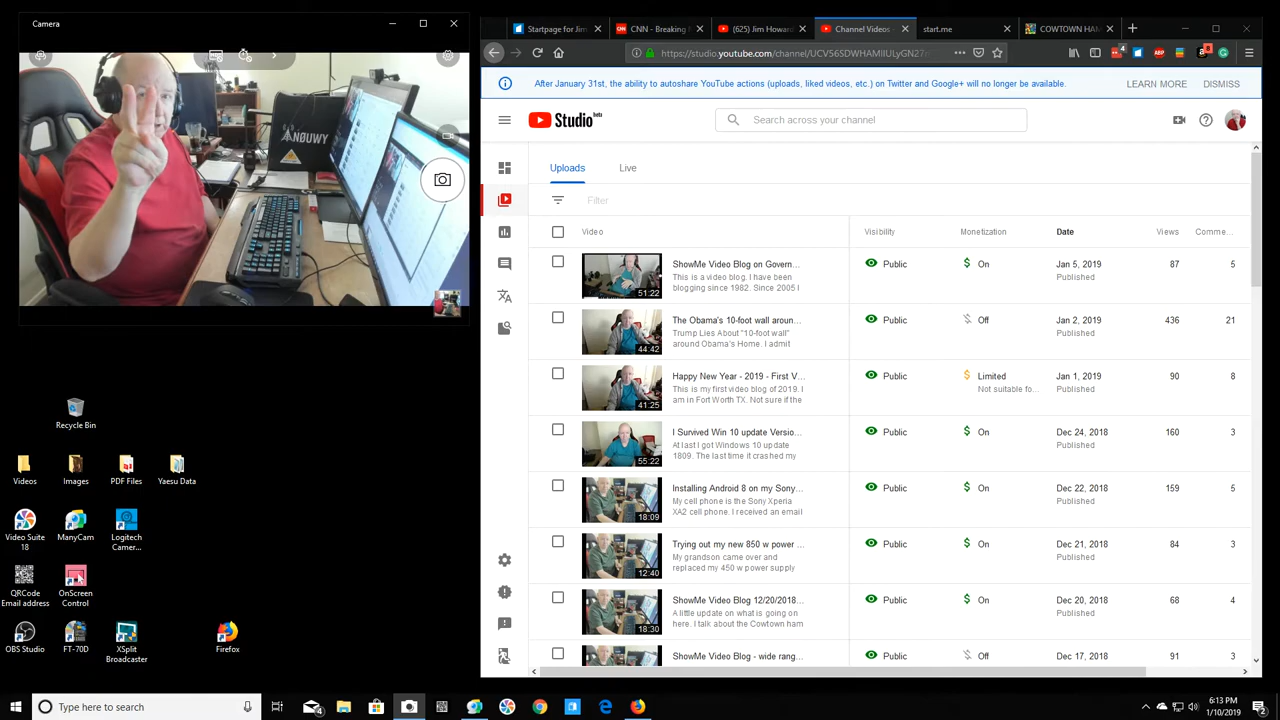 Camera
Startpage for Jim
CNN - Breaking N
(625) Jim Howard
Channel Videos
start.me
COWTOWN HAM
https://studio.youtube.com/channel/UCV56SDWHAMIIULyGN27
After January 31st, the ability to autoshare YouTube actions (uploads, liked videos, etc.) on Twitter and Google+ will no longer be available.
LEARN MORE
DISMISS
Studio beta
Search across your channel
Uploads
Live
Filter
Video
Visibility
Monetization
Date
Views
Comme...
51:22
ShowMe Video Blog on Govern...
This is a video blog. I have been
blogging since 1982. Since 2005 I
Public
On
Jan 5, 2019
Published
87
5
44:42
The Obama's 10-foot wall aroun...
Trump Lies About "10-foot wall"
around Obama's Home. I admit
Public
Off
Jan 2, 2019
Published
436
21
41:25
Happy New Year - 2019 - First V...
This is my first video blog of 2019. I
am in Fort Worth TX. Not sure if the
Public
Limited
Not suitable fo...
Jan 1, 2019
Published
90
8
55:22
I Survived Win 10 update Versio...
At last I got Windows 10 update
1809. The last time it crashed my
Public
On
Dec 24, 2018
Published
160
3
18:09
Installing Android 8 on my Sony...
My cell phone is the Sony Xperia
XA2 cell phone. I received an email
Public
On
Dec 22, 2018
Published
159
5
12:40
Trying out my new 850 w power ...
My grandson came over and
replaced my 450 w power supply
Public
On
Dec 21, 2018
Published
84
3
18:30
ShowMe Video Blog 12/20/2018...
A little update on what is going on
here. I talk about the Cowtown ham
Public
On
Dec 20, 2018
Published
68
4
ShowMe Video Blog - wide rang...
Public
Off
Dec 17, 2018
91
3
ANØUWY
Recycle Bin
Videos
Images
PDF Files
Yaesu Data
Video Suite
18
ManyCam
Logitech
Camer...
QRCode
Email address
OnScreen
Control
OBS Studio
FT-70D
XSplit
Broadcaster
Firefox
Type here to search
6:13 PM
1/10/2019